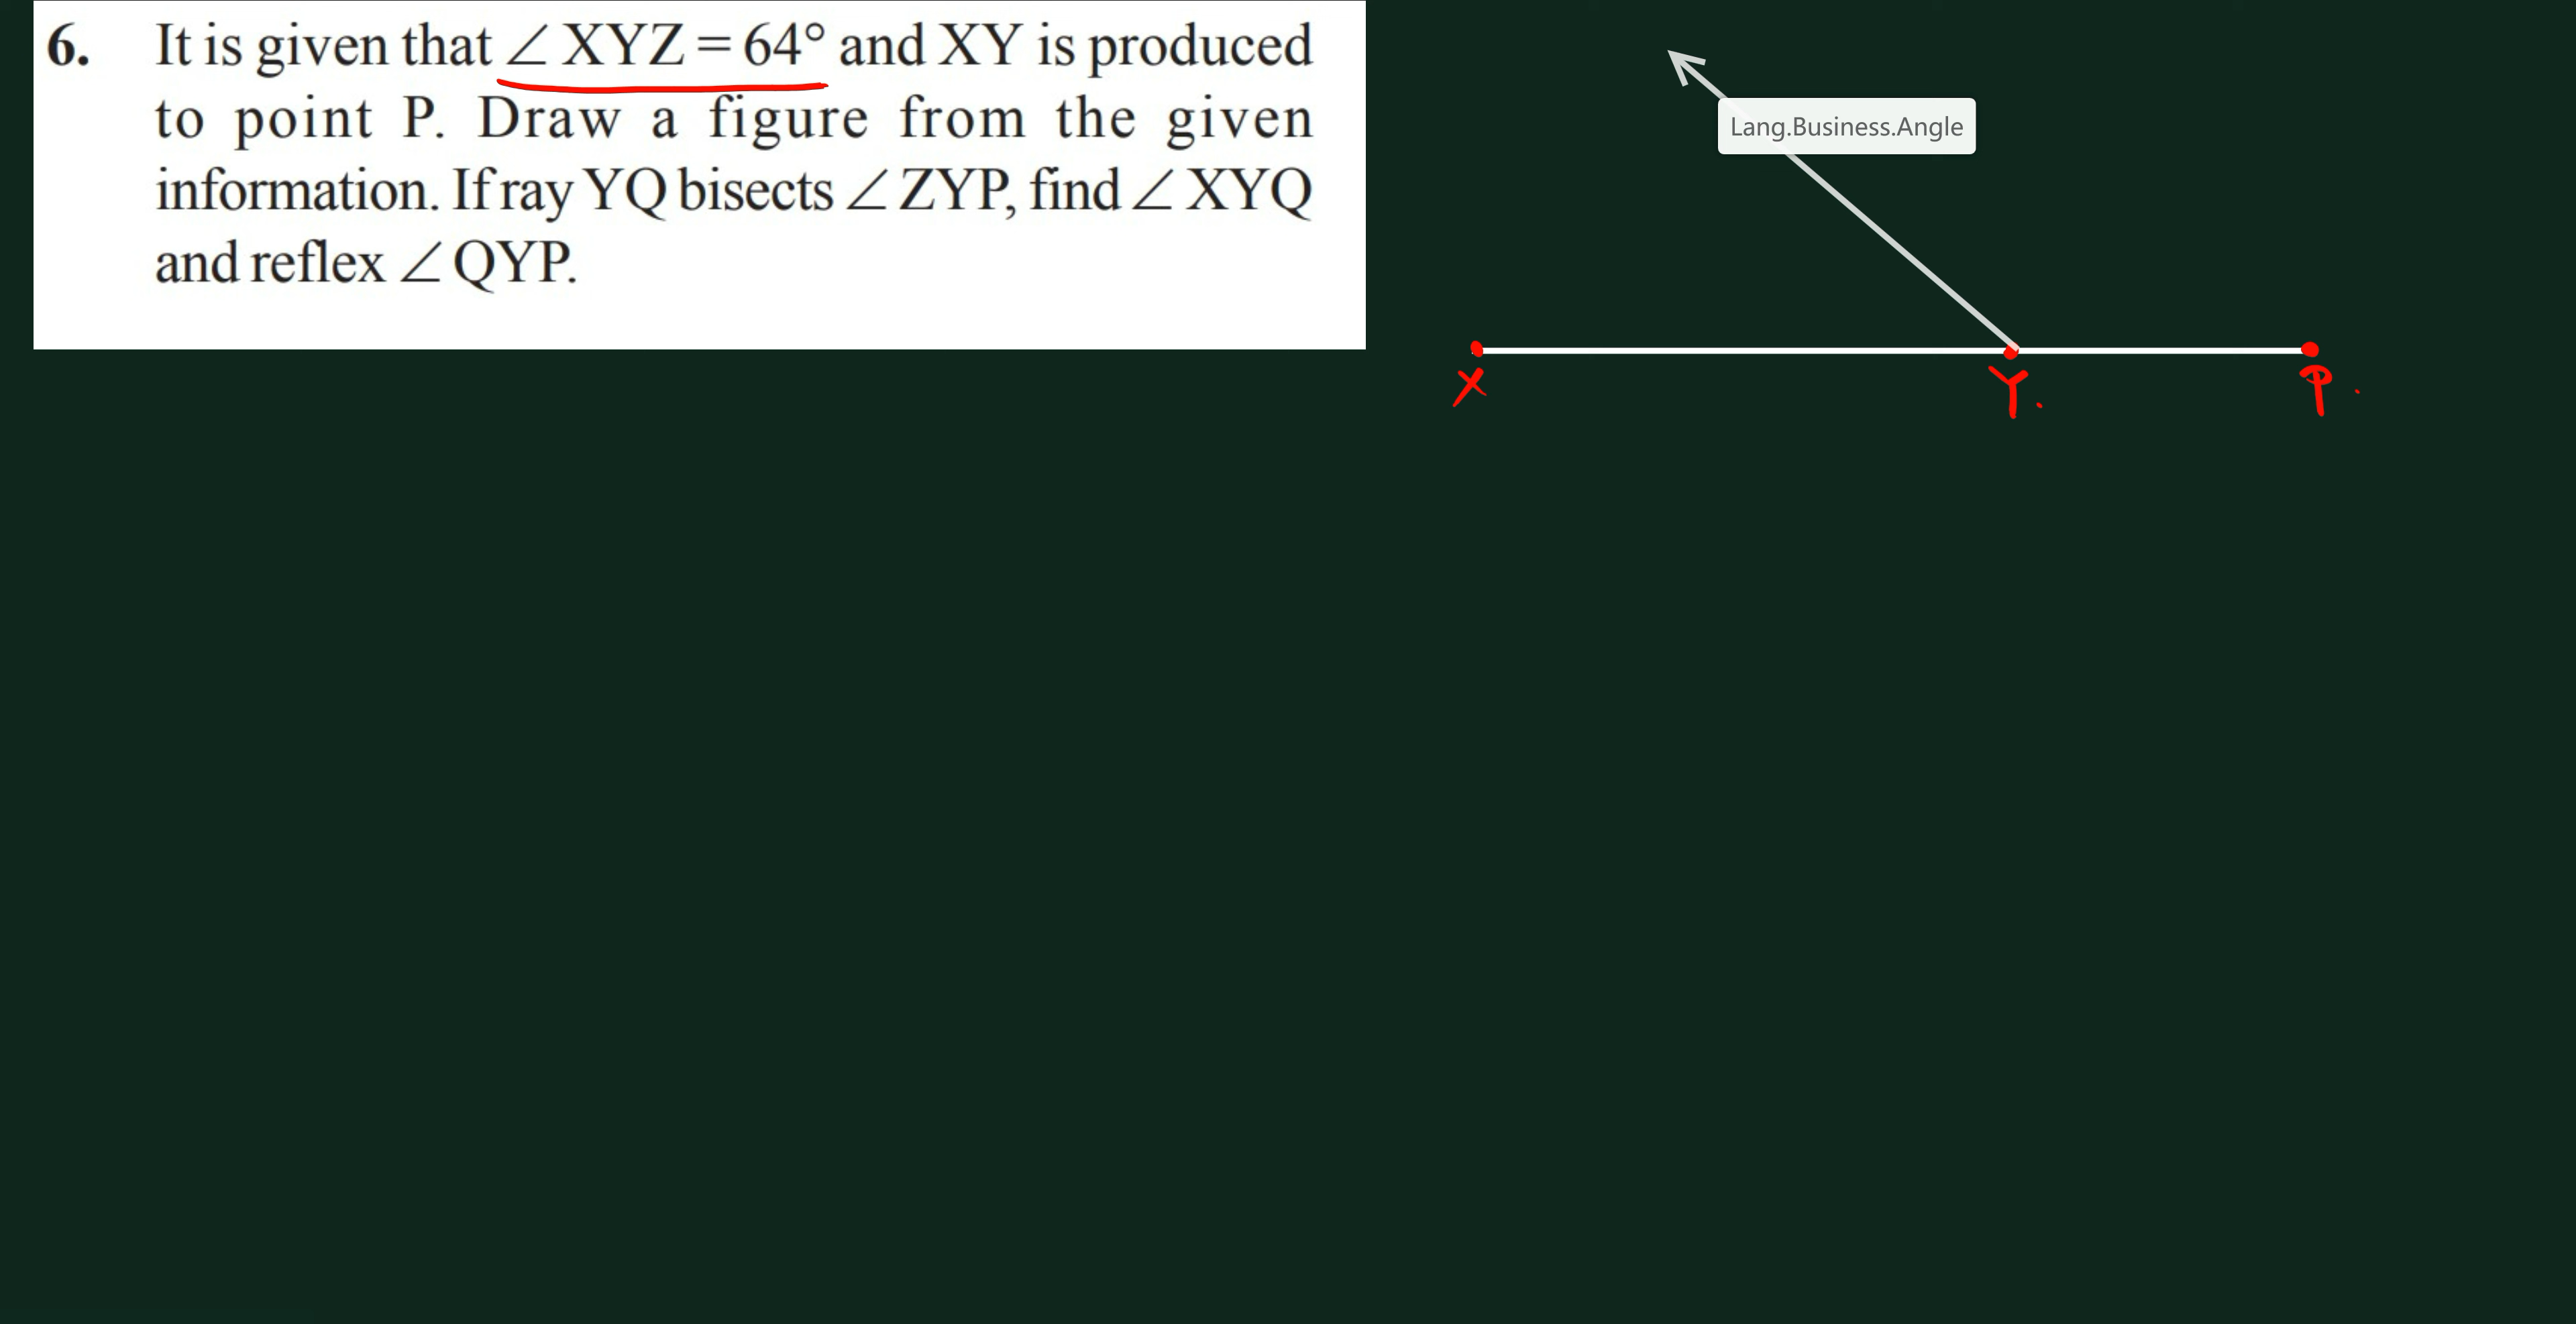 6. It is given that ∠ XYZ = 64° and XY is produced
to point P. Draw a figure from the given
information. If ray YQ bisects ∠ ZYP, find ∠ XYQ
and reflex ∠ QYP.
Lang.Business.Angle
X Y. P.